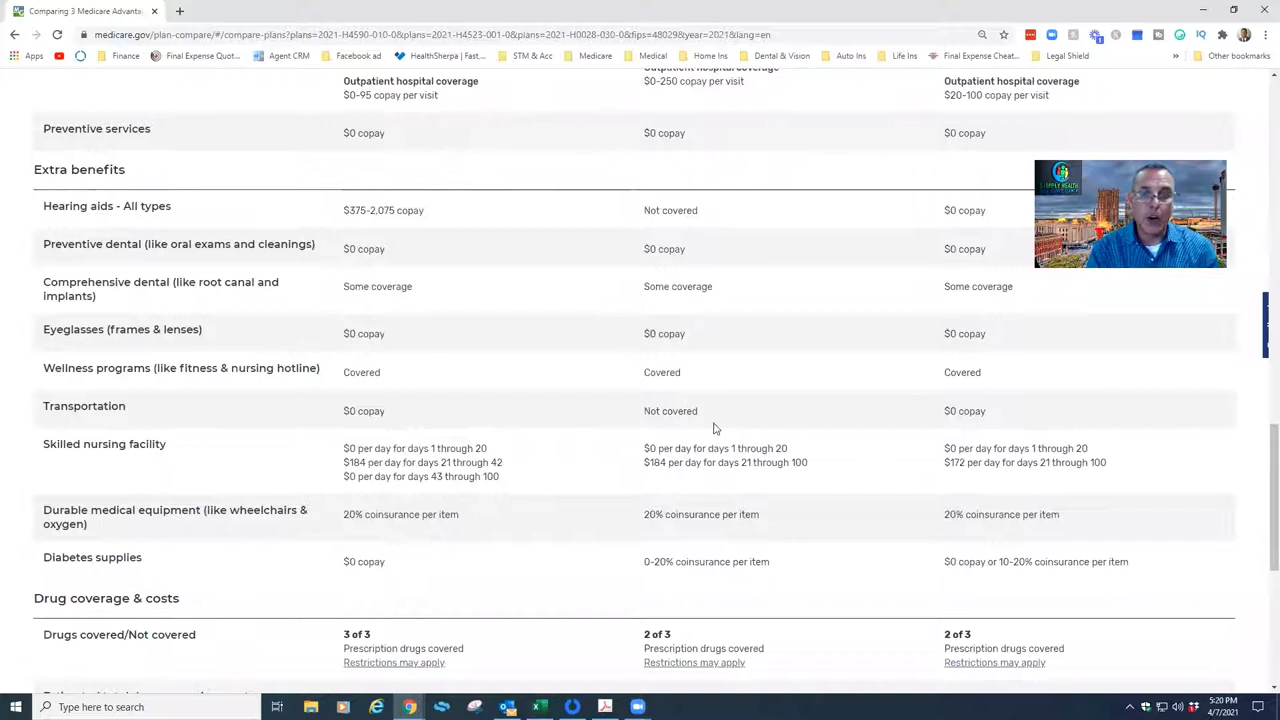 Comparing 3 Medicare Advanta
medicare.gov/plan-compare/#/compare-plans?plans=2021-H4590-010-0&plans=2021-H4523-001-0&plans=2021-H0028-030-0&fips=48029&year=2021&lang=en
Apps Finance Final Expense Quot... Agent CRM Facebook ad HealthSherpa | Fast,... STM & Acc Medicare Medical Home Ins Dental & Vision Auto Ins Life Ins Final Expense Cheat... Legal Shield » Other bookmarks
Outpatient hospital coverage Outpatient hospital coverage Outpatient hospital coverage
$0-95 copay per visit $0-250 copay per visit $20-100 copay per visit
Preventive services $0 copay $0 copay $0 copay
Extra benefits
SIMPLY HEALTH
Hearing aids - All types $375-2,075 copay Not covered $0 copay
Preventive dental (like oral exams and cleanings) $0 copay $0 copay $0 copay
Comprehensive dental (like root canal and Some coverage Some coverage Some coverage
implants)
Eyeglasses (frames & lenses) $0 copay $0 copay $0 copay
Wellness programs (like fitness & nursing hotline) Covered Covered Covered
Transportation $0 copay Not covered $0 copay
Skilled nursing facility $0 per day for days 1 through 20 $0 per day for days 1 through 20 $0 per day for days 1 through 20
$184 per day for days 21 through 42 $184 per day for days 21 through 100 $172 per day for days 21 through 100
$0 per day for days 43 through 100
Durable medical equipment (like wheelchairs & 20% coinsurance per item 20% coinsurance per item 20% coinsurance per item
oxygen)
Diabetes supplies $0 copay 0-20% coinsurance per item $0 copay or 10-20% coinsurance per item
Drug coverage & costs
Drugs covered/Not covered 3 of 3 2 of 3 2 of 3
Prescription drugs covered Prescription drugs covered Prescription drugs covered
Restrictions may apply Restrictions may apply Restrictions may apply
Type here to search
5:20 PM
4/7/2021